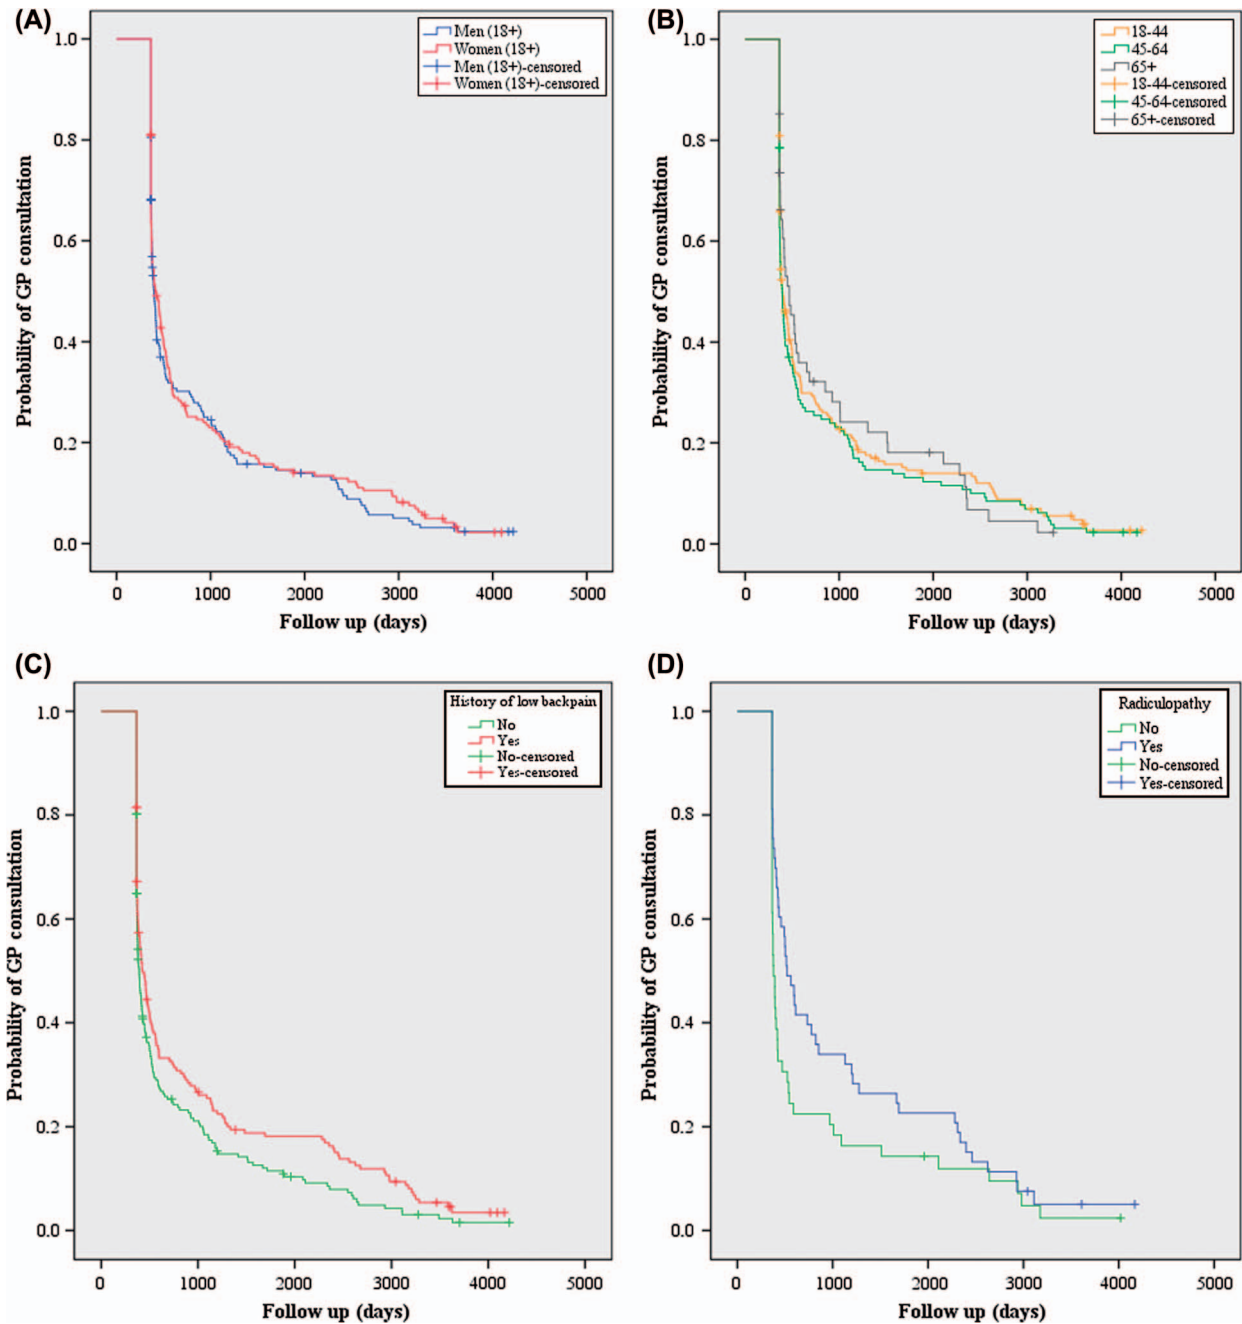 (A)
Men (18+)
Women (18+)
Men (18+)-censored
Women (18+)-censored
Probability of GP consultation
1.0
0.8
0.6
0.4
0.2
0.0
0 1000 2000 3000 4000 5000
Follow up (days)
(B)
18-44
45-64
65+
18-44-censored
45-64-censored
65+-censored
Probability of GP consultation
1.0
0.8
0.6
0.4
0.2
0.0
0 1000 2000 3000 4000 5000
Follow up (days)
(C)
History of low backpain
No
Yes
No-censored
Yes-censored
Probability of GP consultation
1.0
0.8
0.6
0.4
0.2
0.0
0 1000 2000 3000 4000 5000
Follow up (days)
(D)
Radiculopathy
No
Yes
No-censored
Yes-censored
Probability of GP consultation
1.0
0.8
0.6
0.4
0.2
0.0
0 1000 2000 3000 4000 5000
Follow up (days)